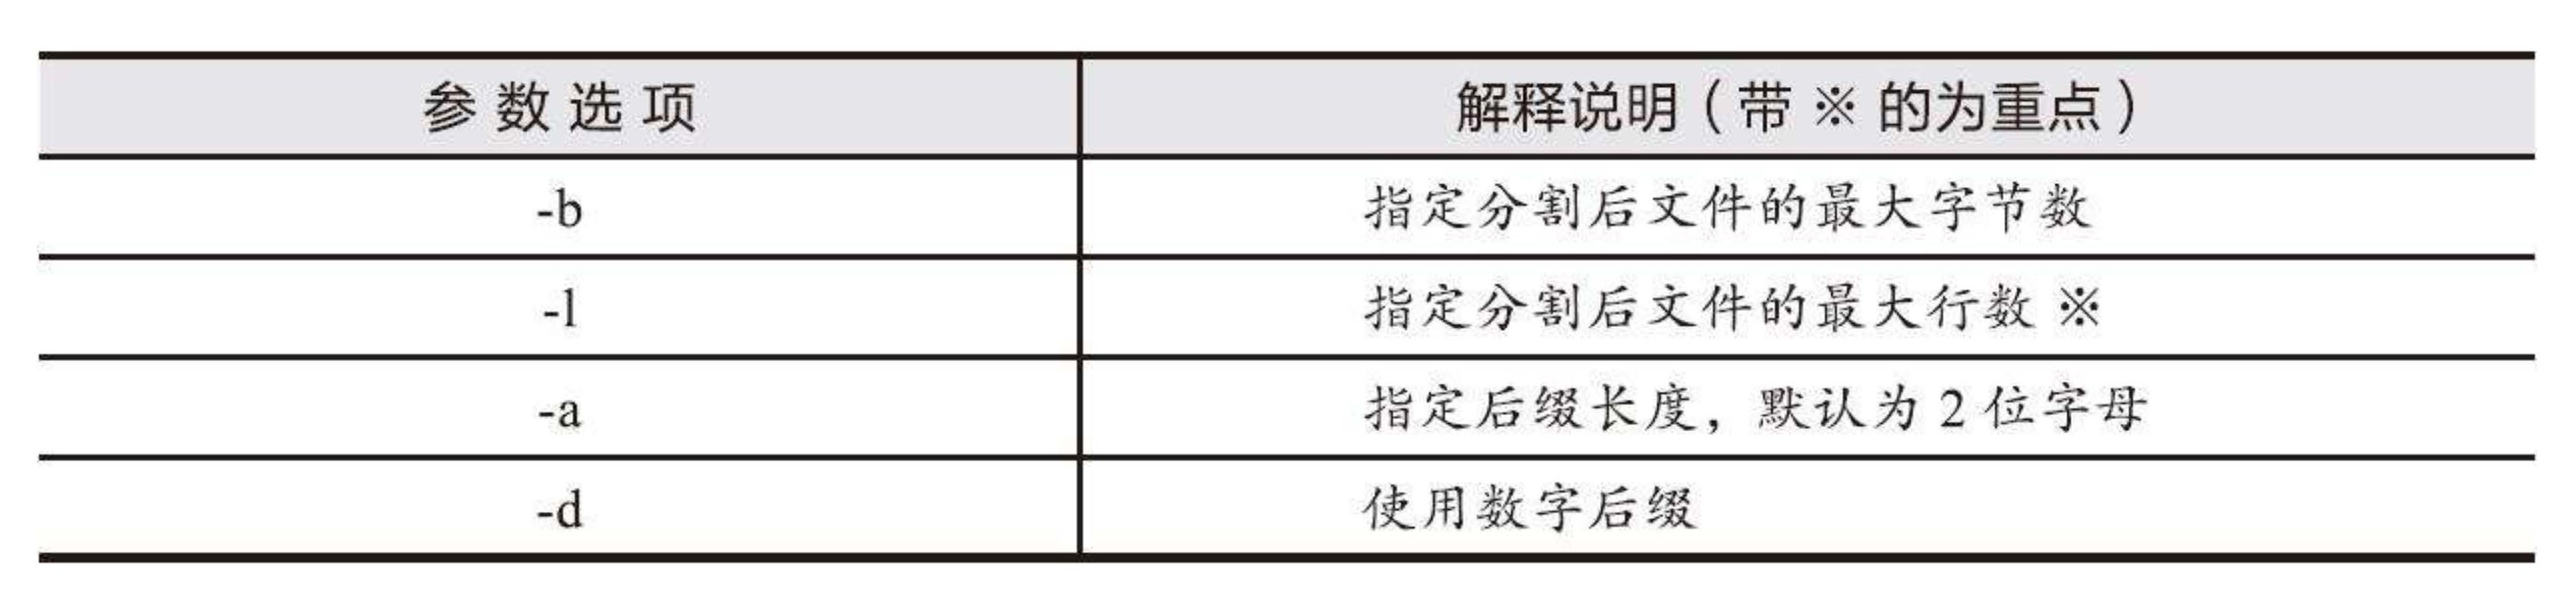 参数选项 解释说明（带※的为重点）
-b 指定分割后文件的最大字节数
-l 指定分割后文件的最大行数※
-a 指定后缀长度，默认为2位字母
-d 使用数字后缀